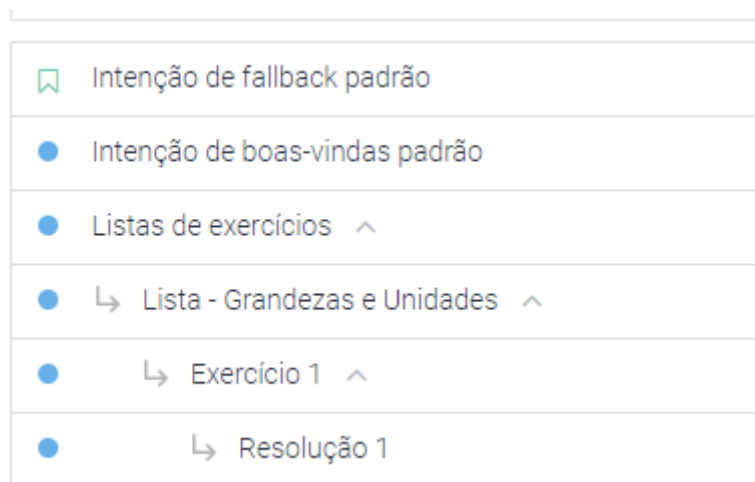 Intenção de fallback padrão
Intenção de boas-vindas padrão
Listas de exercícios
Lista - Grandezas e Unidades
Exercício 1
Resolução 1